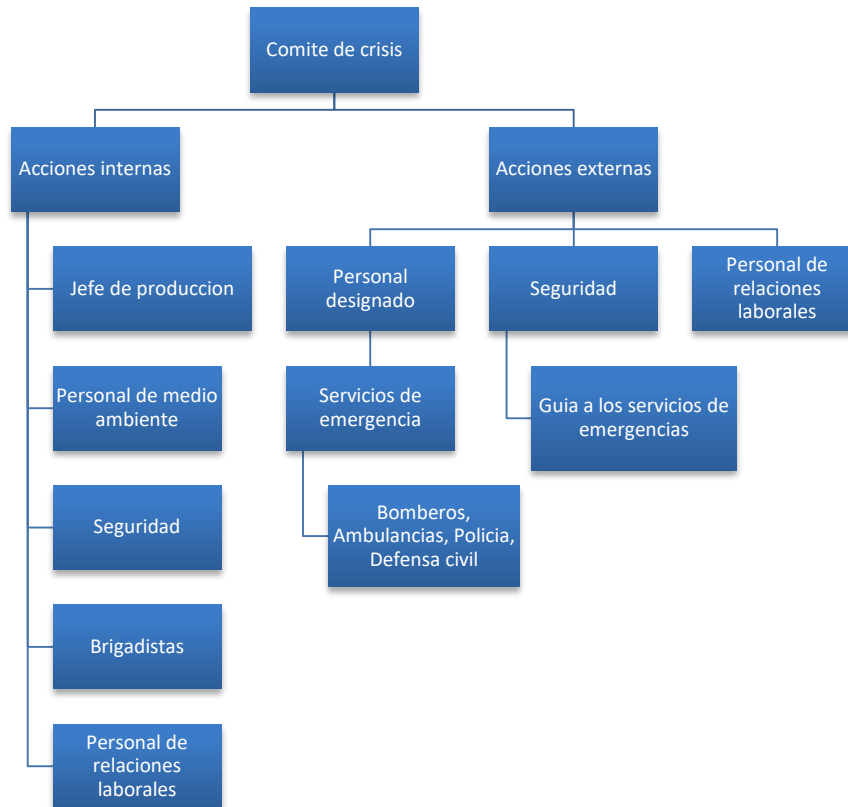 Comite de crisis
Acciones internas
Acciones externas
Jefe de produccion
Personal
designado
Seguridad
Personal de
relaciones
laborales
Personal de medio
ambiente
Servicios de
emergencia
Guia a los servicios de
emergencias
Seguridad
Bomberos,
Ambulancias, Policia,
Defensa civil
Brigadistas
Personal de
relaciones
laborales